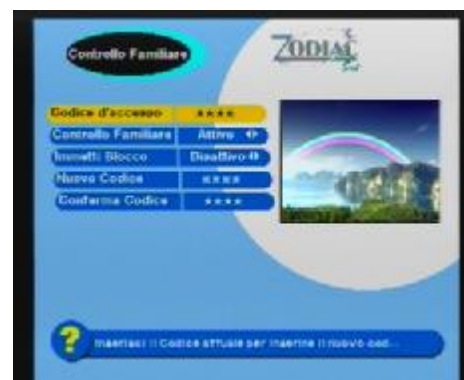 Controllo Familiare
ZODIAC
Codice d'accesso ****
Controllo Familiare Attivo
Immetti Blocco Disattivo
Nuovo Codice ****
Conferma Codice ****
? Inserisci il Codice attuale per inserire il nuovo cod...